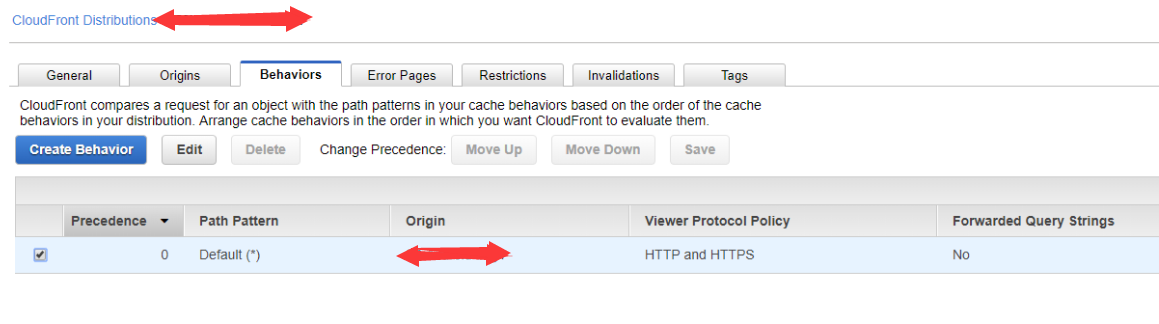 CloudFront Distributions
General Origins Behaviors Error Pages Restrictions Invalidations Tags
CloudFront compares a request for an object with the path patterns in your cache behaviors based on the order of the cache
behaviors in your distribution. Arrange cache behaviors in the order in which you want CloudFront to evaluate them.
Create Behavior Edit Delete Change Precedence: Move Up Move Down Save
Precedence Path Pattern Origin Viewer Protocol Policy Forwarded Query Strings
0 Default (*) HTTP and HTTPS No